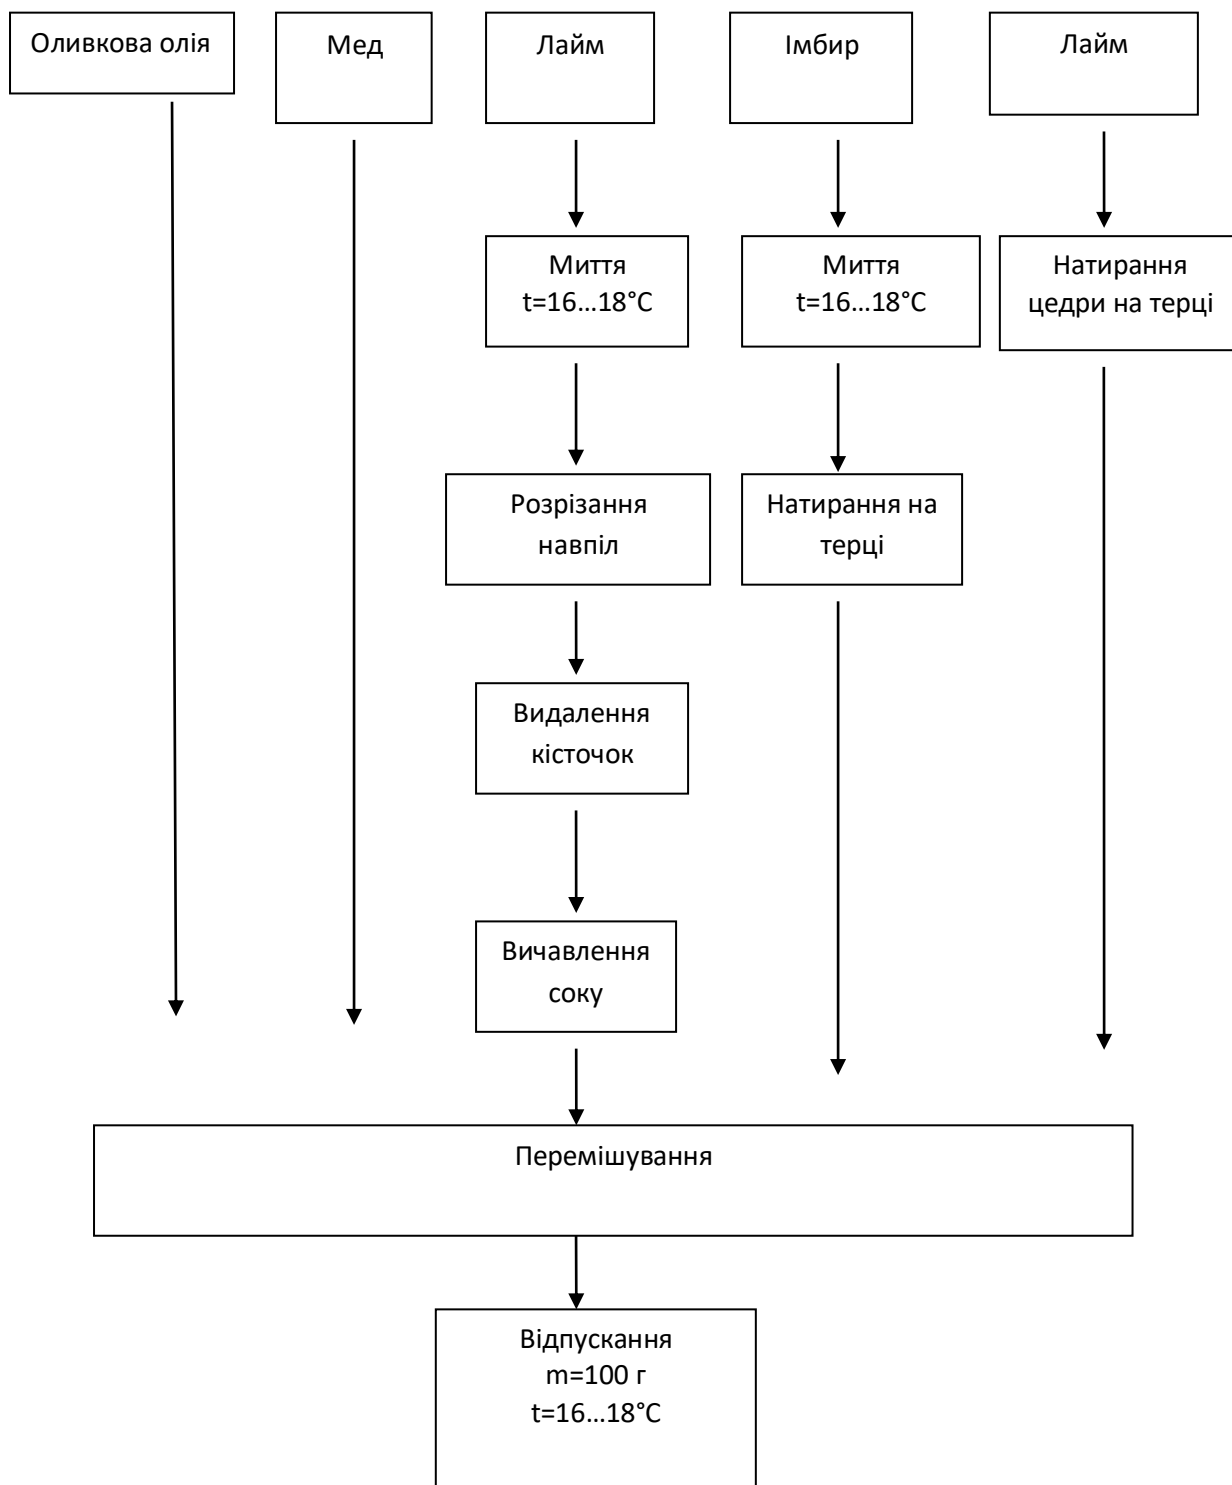 Оливкова олія
Мед
Лайм
Імбир
Лайм
Миття
t=16...18°С
Миття
t=16...18°С
Натирання
цедри на терці
Розрізання
навпіл
Натирання на
терці
Видалення
кісточок
Вичавлення
соку
Перемішування
Відпускання
m=100 г
t=16...18°С